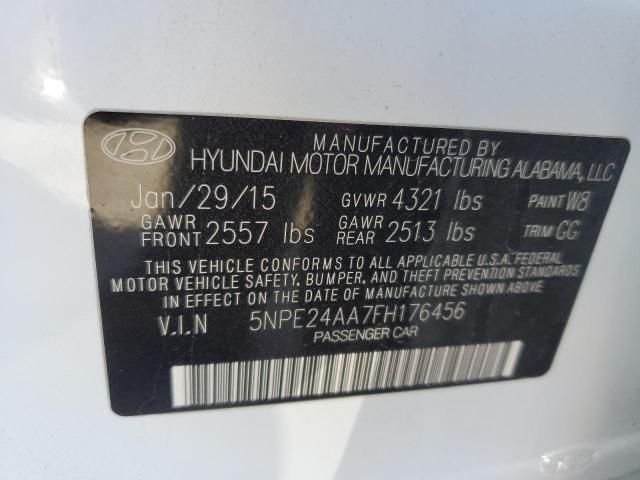 MANUFACTURED BY
HYUNDAI MOTOR MANUFACTURING ALABAMA, LLC
Jan/29/15 GVWR 4321 lbs PAINT W8
GAWR FRONT 2557 lbs GAWR REAR 2513 lbs TRIM GG
THIS VEHICLE CONFORMS TO ALL APPLICABLE U.S.A. FEDERAL
MOTOR VEHICLE SAFETY, BUMPER, AND THEFT PREVENTION STANDARDS
IN EFFECT ON THE DATE OF MANUFACTURE SHOWN ABOVE.
V.I.N 5NPE24AA7FH176456
PASSENGER CAR